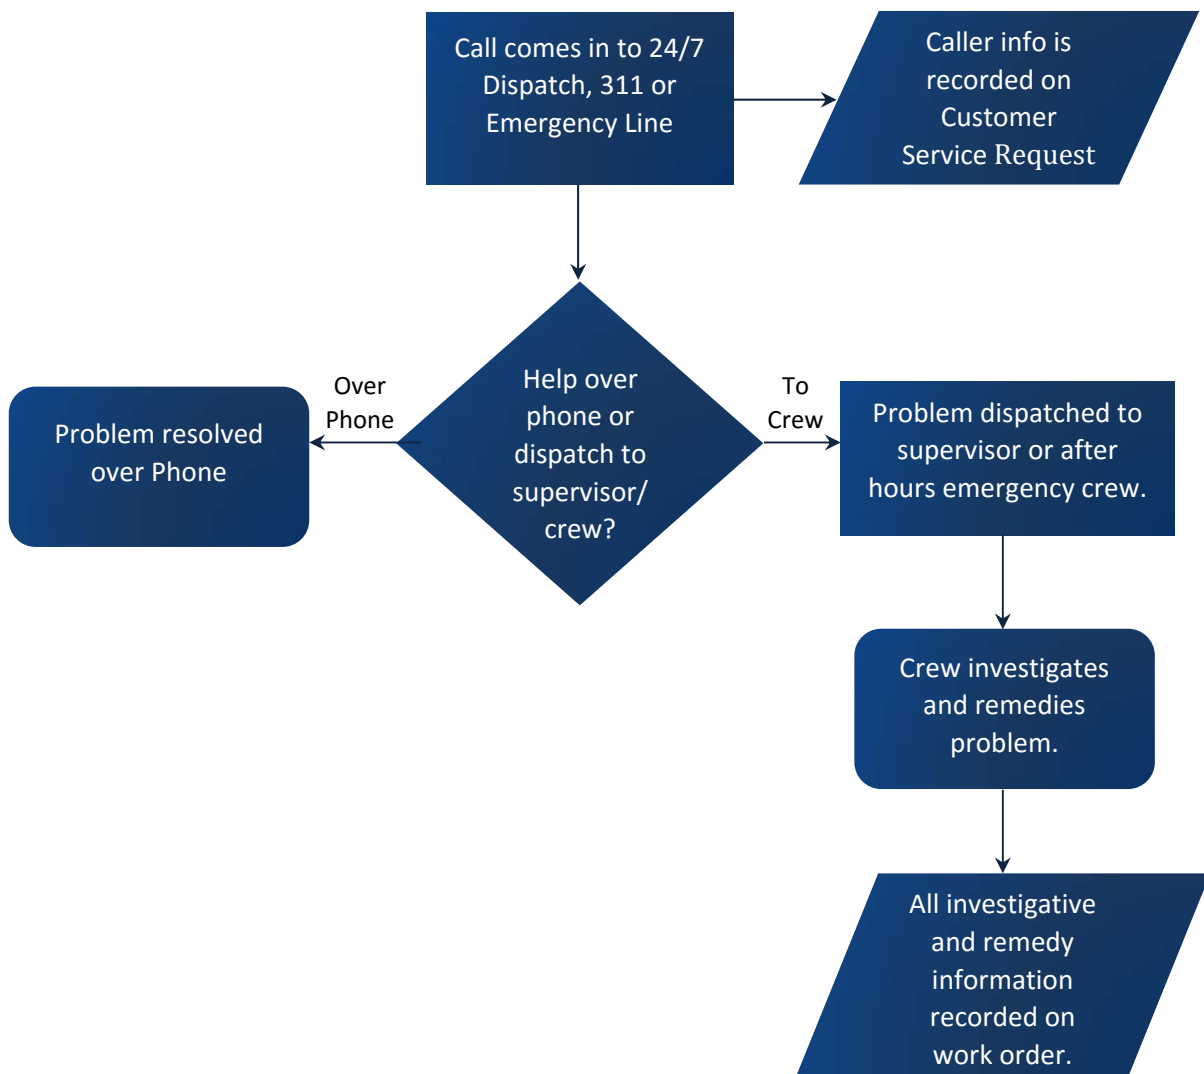 Call comes in to 24/7
Dispatch, 311 or
Emergency Line
Caller info is
recorded on
Customer
Service Request
Over
Phone
Help over
phone or
dispatch to
supervisor/
crew?
To
Crew
Problem resolved
over Phone
Problem dispatched to
supervisor or after
hours emergency crew.
Crew investigates
and remedies
problem.
All investigative
and remedy
information
recorded on
work order.